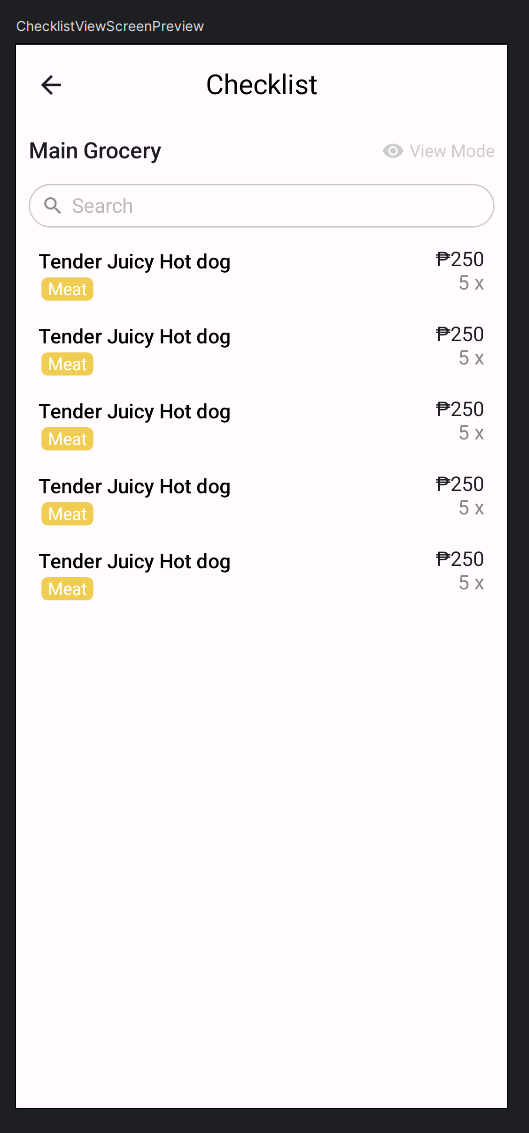 ChecklistViewScreenPreview
Checklist
Main Grocery
View Mode
Search
Tender Juicy Hot dog
₱250
Meat
5 x
Tender Juicy Hot dog
₱250
Meat
5 x
Tender Juicy Hot dog
₱250
Meat
5 x
Tender Juicy Hot dog
₱250
Meat
5 x
Tender Juicy Hot dog
₱250
Meat
5 x